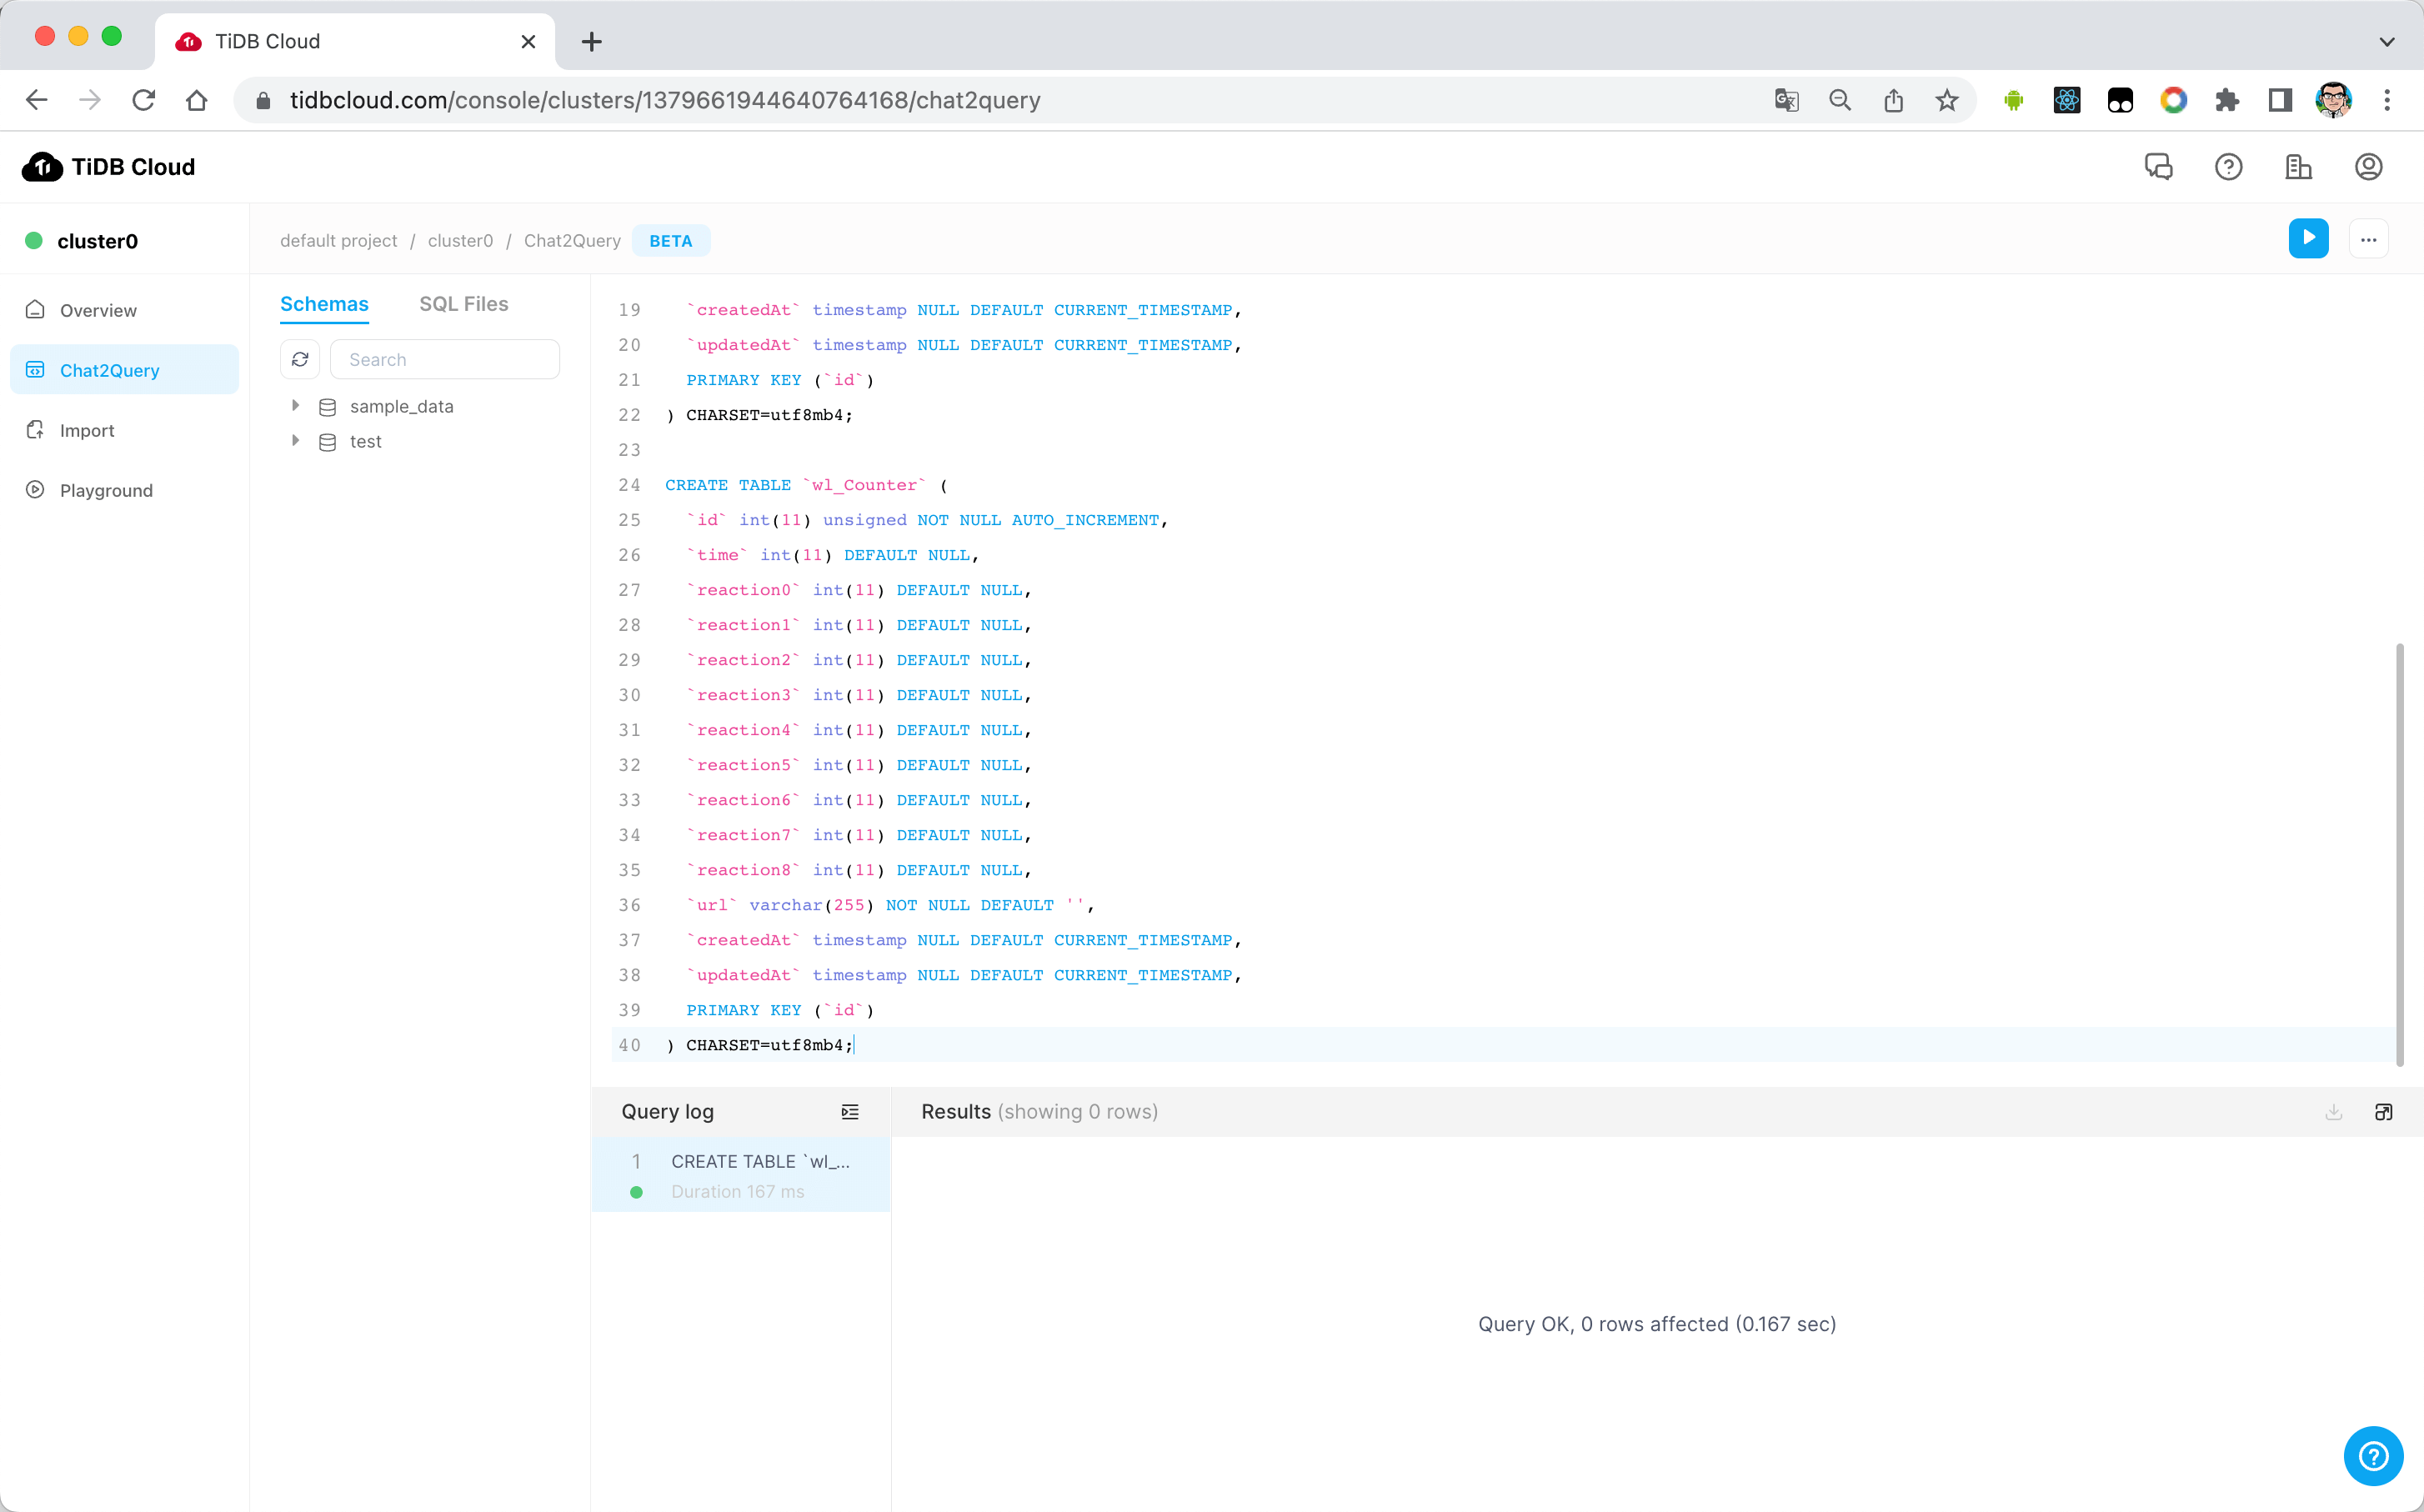 TiDB Cloud
tidbcloud.com/console/clusters/1379661944640764168/chat2query
TiDB Cloud
cluster0
default project / cluster0 / Chat2Query BETA
Overview
Chat2Query
Import
Playground
Schemas
SQL Files
Search
sample_data
test
19 `createdAt` timestamp NULL DEFAULT CURRENT_TIMESTAMP,
20 `updatedAt` timestamp NULL DEFAULT CURRENT_TIMESTAMP,
21 PRIMARY KEY (`id`)
22 ) CHARSET=utf8mb4;
23
24 CREATE TABLE `wl_Counter` (
25 `id` int(11) unsigned NOT NULL AUTO_INCREMENT,
26 `time` int(11) DEFAULT NULL,
27 `reaction0` int(11) DEFAULT NULL,
28 `reaction1` int(11) DEFAULT NULL,
29 `reaction2` int(11) DEFAULT NULL,
30 `reaction3` int(11) DEFAULT NULL,
31 `reaction4` int(11) DEFAULT NULL,
32 `reaction5` int(11) DEFAULT NULL,
33 `reaction6` int(11) DEFAULT NULL,
34 `reaction7` int(11) DEFAULT NULL,
35 `reaction8` int(11) DEFAULT NULL,
36 `url` varchar(255) NOT NULL DEFAULT '',
37 `createdAt` timestamp NULL DEFAULT CURRENT_TIMESTAMP,
38 `updatedAt` timestamp NULL DEFAULT CURRENT_TIMESTAMP,
39 PRIMARY KEY (`id`)
40 ) CHARSET=utf8mb4;
Query log
1 CREATE TABLE `wl_...
Duration 167 ms
Results (showing 0 rows)
Query OK, 0 rows affected (0.167 sec)